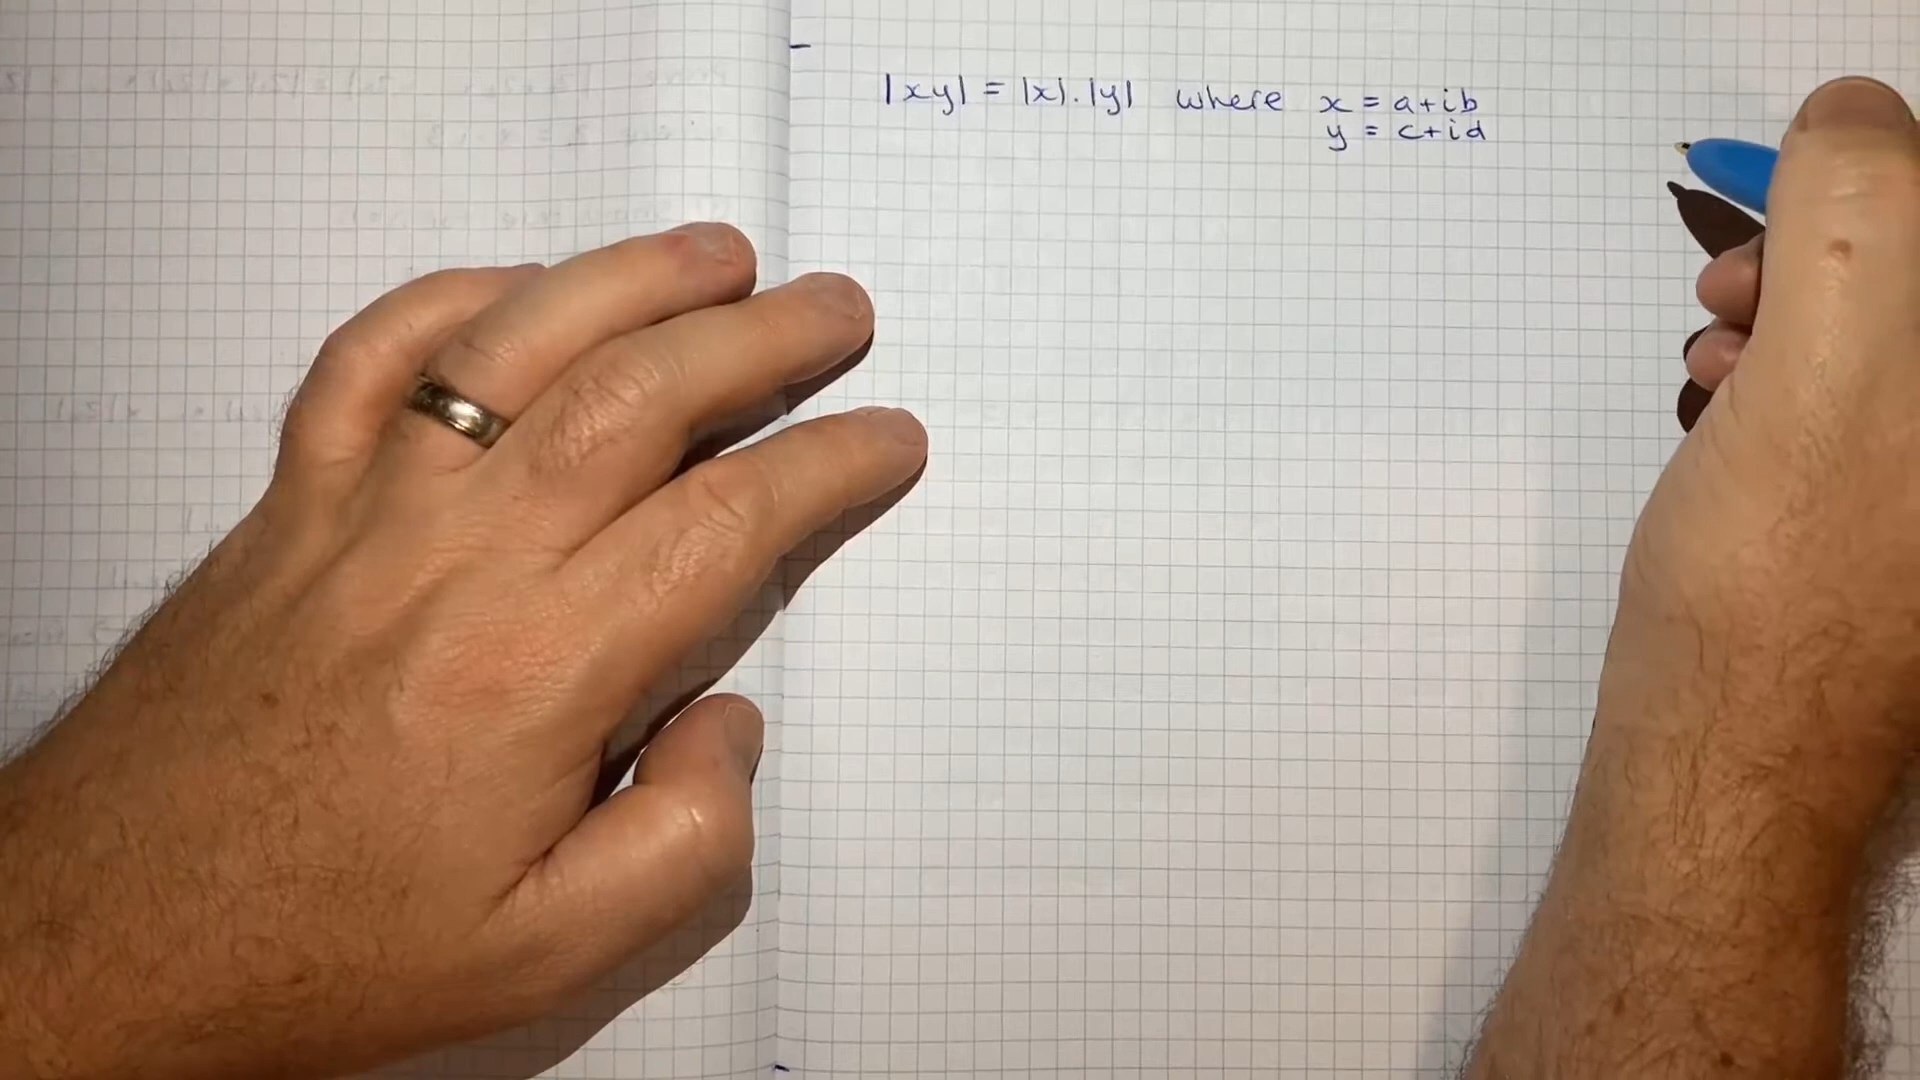 |xy| = |x|.|y| where x = a+ib
y = c+id